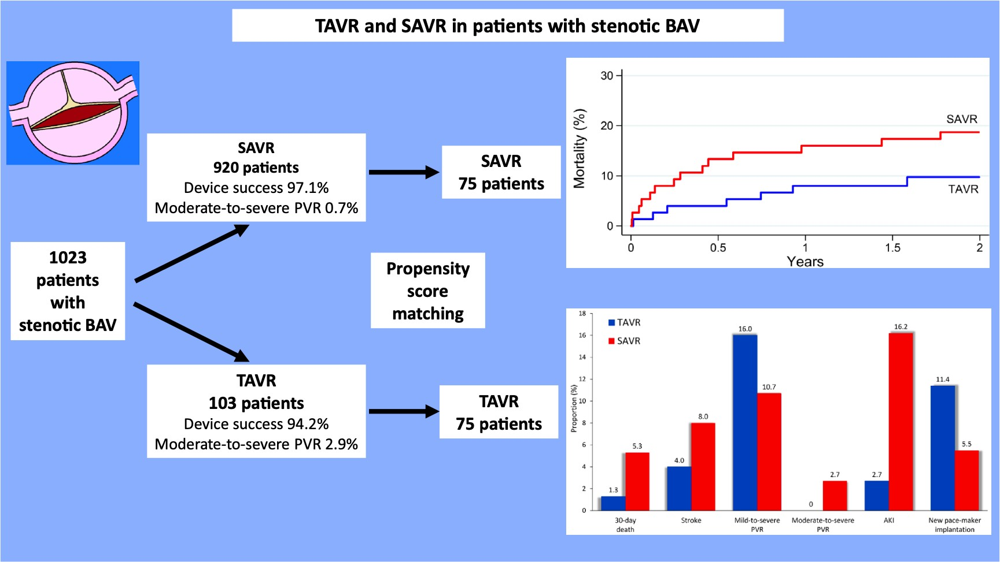 TAVR and SAVR in patients with stenotic BAV
1023
patients
with
stenotic BAV
SAVR
920 patients
Device success 97.1%
Moderate-to-severe PVR 0.7%
TAVR
103 patients
Device success 94.2%
Moderate-to-severe PVR 2.9%
Propensity
score
matching
SAVR
75 patients
TAVR
75 patients
Mortality (%)
30
20
10
0
SAVR
TAVR
0 0.5 1 1.5 2
Years
Proportion (%)
18
16
14
12
10
8
6
4
2
0
TAVR
SAVR
1.3
5.3
4.0
8.0
16.0
10.7
0
2.7
2.7
16.2
11.4
5.5
30-day
death
Stroke
Mild-to-severe
PVR
Moderate-to-severe
PVR
AKI
New pace-maker
implantation